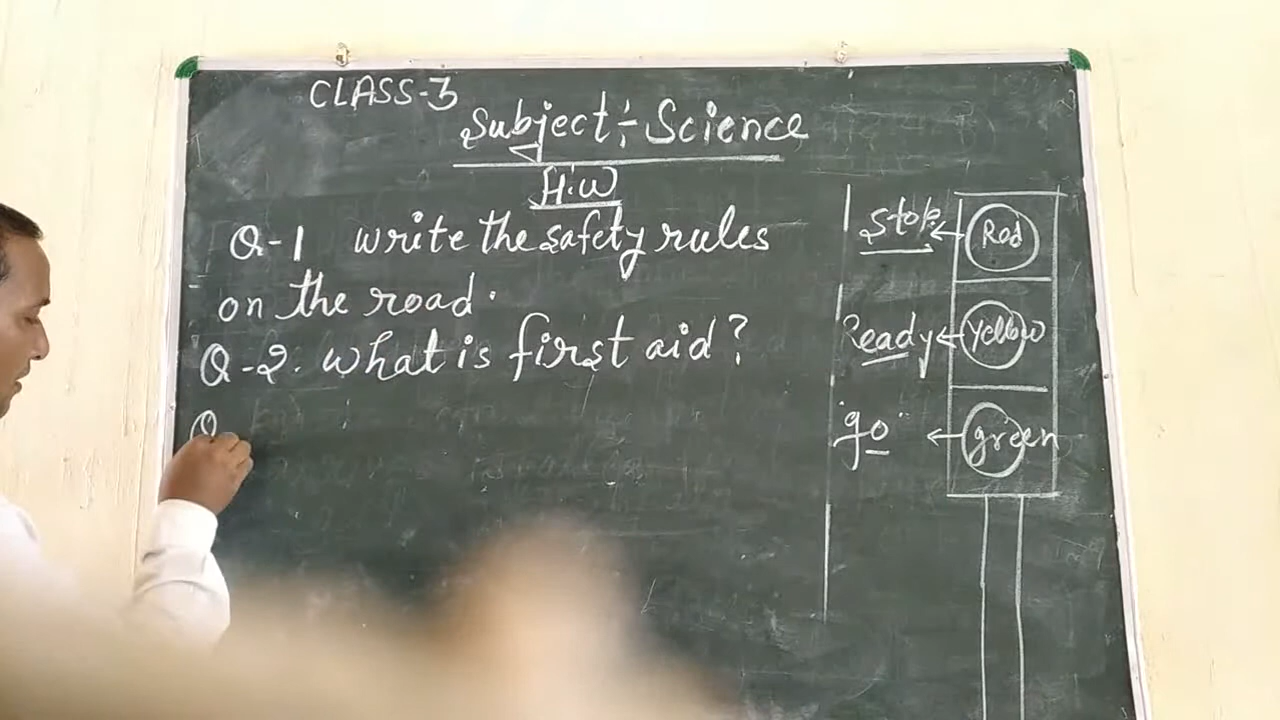 CLASS-3
Subject:- Science
H.W
Q-1 write the safety rules
on the road.
Q-2. What is first aid?
Q
Stop
Red
Ready
Yellow
"go"
green